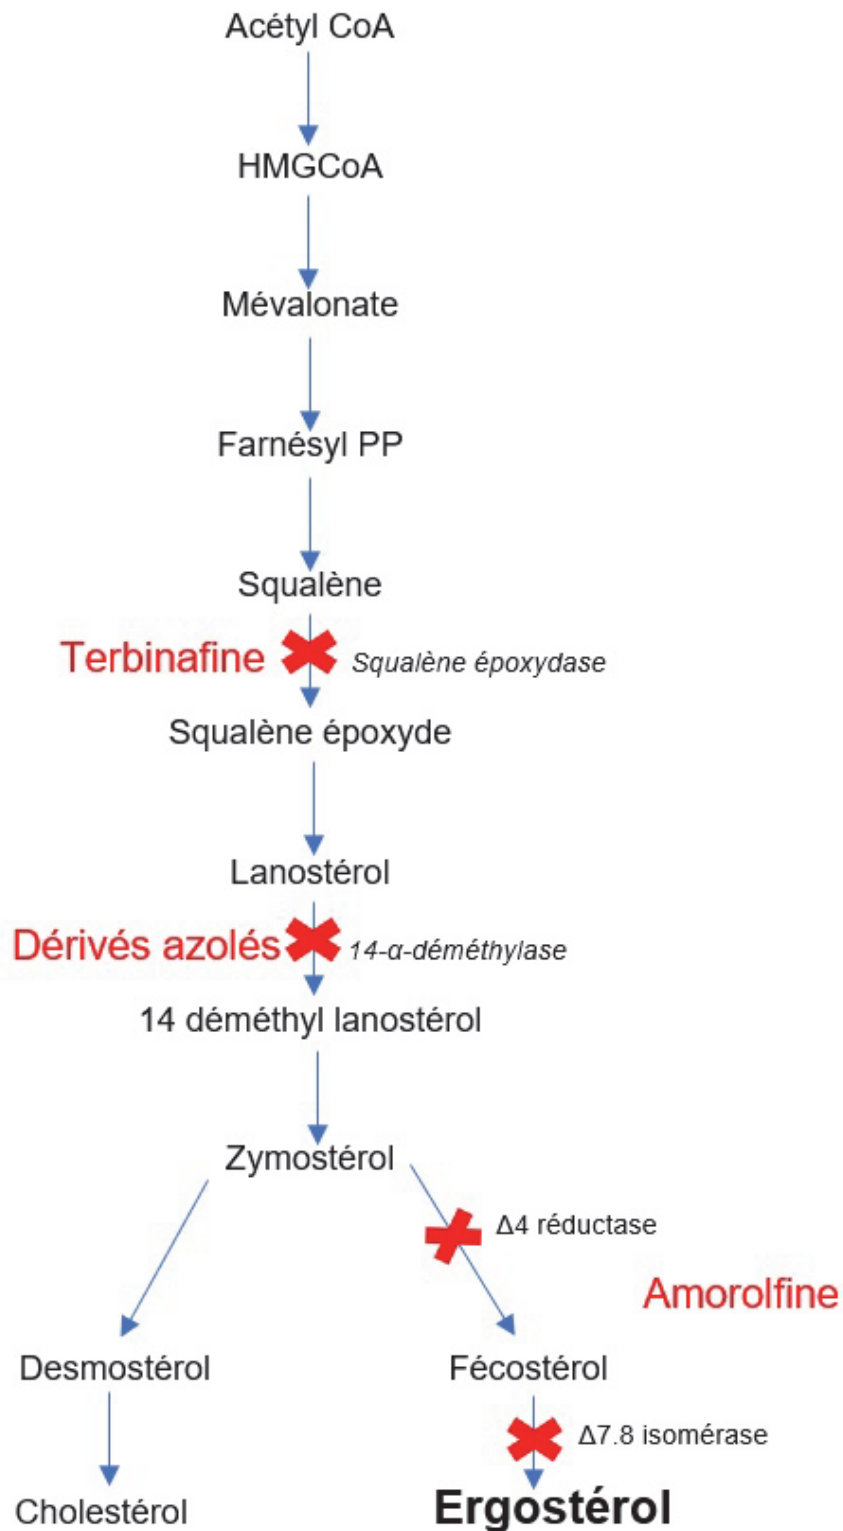 Acétyl CoA
HMGCoA
Mévalonate
Farnésyl PP
Squalène
Terbinafine
Squalène époxydase
Squalène époxyde
Lanostérol
Dérivés azolés
14-α-déméthylase
14 déméthyl lanostérol
Zymostérol
Δ4 réductase
Amorolfine
Desmostérol
Fécostérol
Δ7.8 isomérase
Cholestérol
Ergostérol